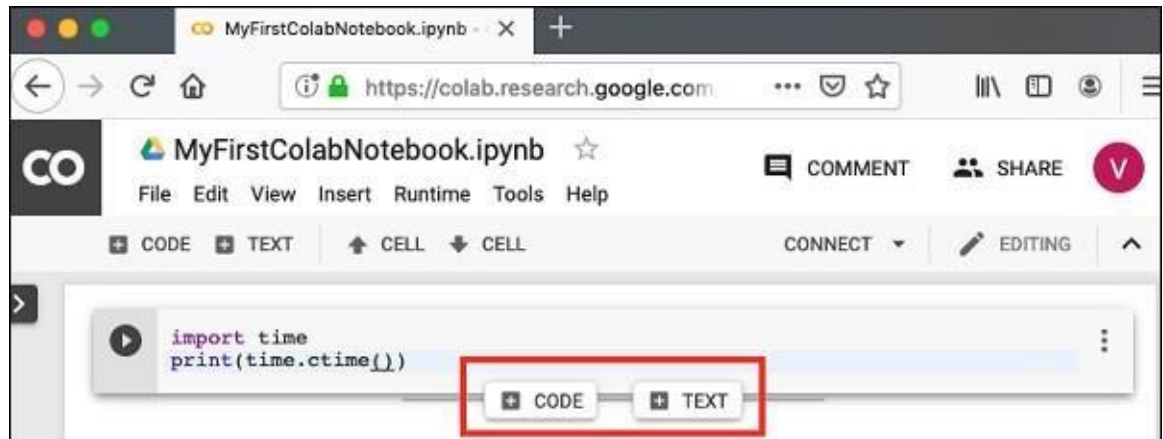 CO MyFirstColabNotebook.ipynb -
https://colab.research.google.com
CO MyFirstColabNotebook.ipynb COMMENT SHARE V
File Edit View Insert Runtime Tools Help
CODE TEXT CELL CELL CONNECT EDITING
import time
print(time.ctime())
CODE TEXT